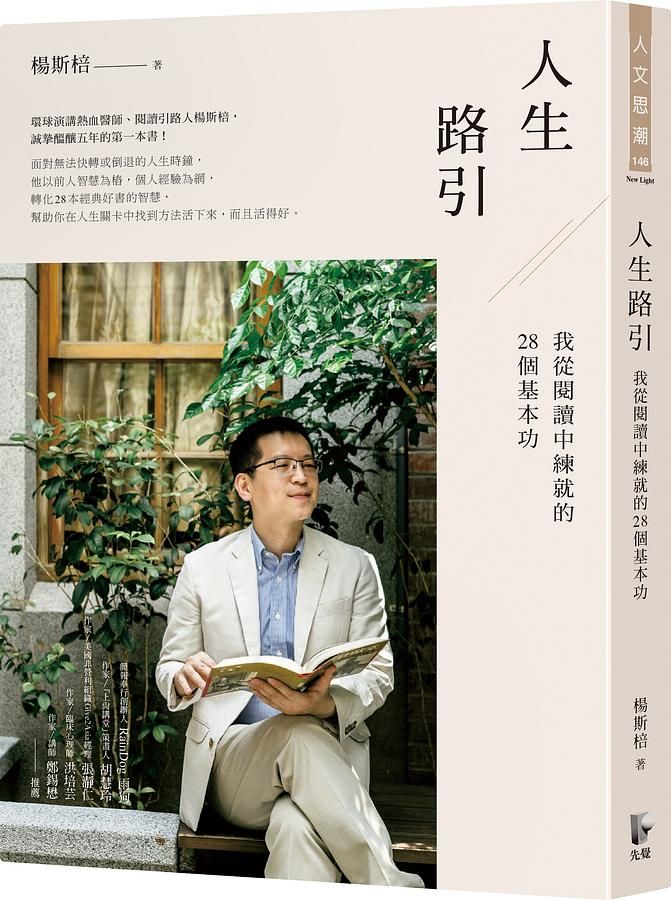 楊斯棓 著
環球演講熱血醫師、閱讀引路人楊斯棓，
誠摯醞釀五年的第一本書！
面對無法快轉或倒退的人生時鐘，
他以前人智慧為樁，個人經驗為網，
轉化28本經典好書的智慧，
幫助你在人生關卡中找到方法活下來，而且活得好。
人生
路引
我從閱讀中練就的
28個基本功
簡報奉行創辦人 RainDog 雨狗
作家/「上尚講堂」策畫人 胡慧玲
作家/美國非營利組織Give2Asia經理 張瀞仁
作家/臨床心理師 洪培芸
作家/講師 鄭錫懋
推薦
人文思潮
146
New Light
人生路引
我從閱讀中練就的28個基本功
楊斯棓 著
先覺